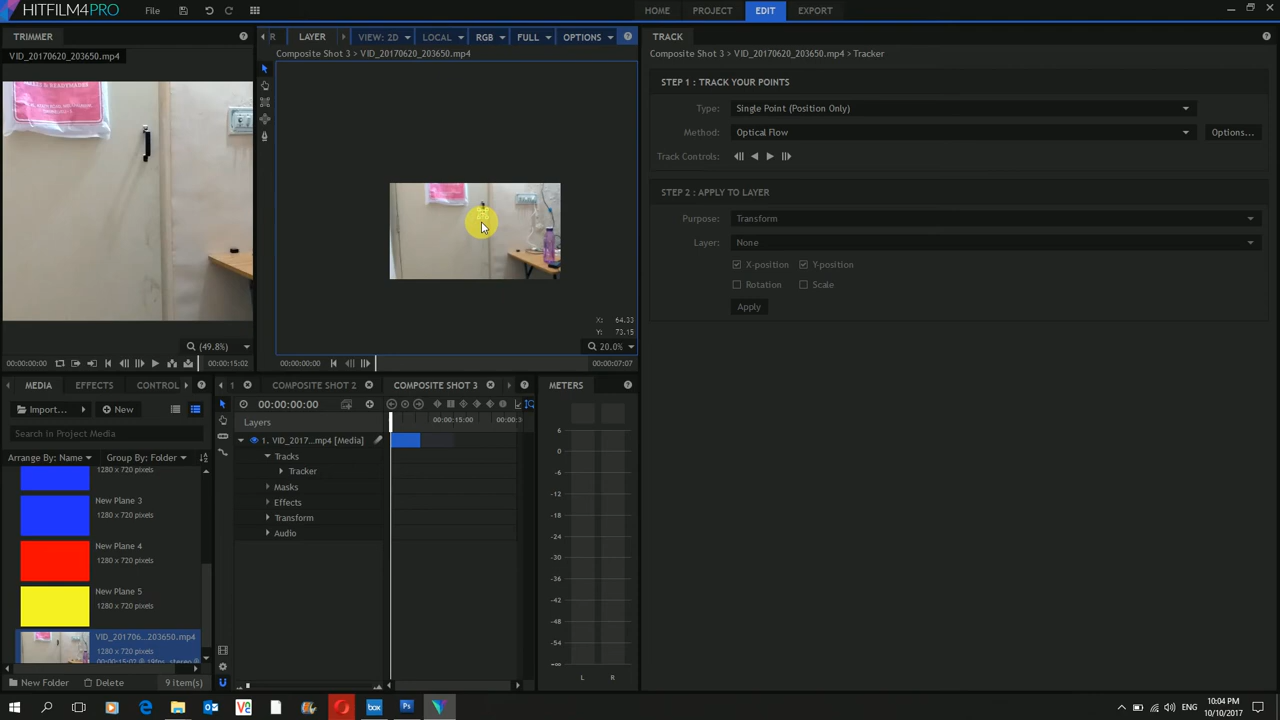 HITFILM4PRO
File
HOME
PROJECT
EDIT
EXPORT
TRIMMER
VID_20170620_203650.mp4
(49.8%)
00:00:00:00
00:00:15:02
LAYER
VIEW: 2D
LOCAL
RGB
FULL
OPTIONS
Composite Shot 3 > VID_20170620_203650.mp4
X: 64.33
Y: 73.15
20.0%
00:00:00:00
00:00:07:07
TRACK
Composite Shot 3 > VID_20170620_203650.mp4 > Tracker
STEP 1 : TRACK YOUR POINTS
Type: Single Point (Position Only)
Method: Optical Flow
Options...
Track Controls:
STEP 2 : APPLY TO LAYER
Purpose: Transform
Layer: None
X-position
Y-position
Rotation
Scale
Apply
MEDIA
EFFECTS
CONTROL
Import...
New
Search in Project Media
Arrange By: Name
Group By: Folder
1280 x 720 pixels
New Plane 3
1280 x 720 pixels
New Plane 4
1280 x 720 pixels
New Plane 5
1280 x 720 pixels
VID_201706...203650.mp4
1280 x 720 pixels
New Folder
Delete
9 item(s)
1
COMPOSITE SHOT 2
COMPOSITE SHOT 3
00:00:00:00
00:00:15:00
Layers
1. VID_2017...mp4 [Media]
Tracks
Tracker
Masks
Effects
Transform
Audio
METERS
6
0
-6
-12
-18
-24
-30
-36
-42
-48
-54
-∞
L
R
ENG
10:04 PM
10/10/2017